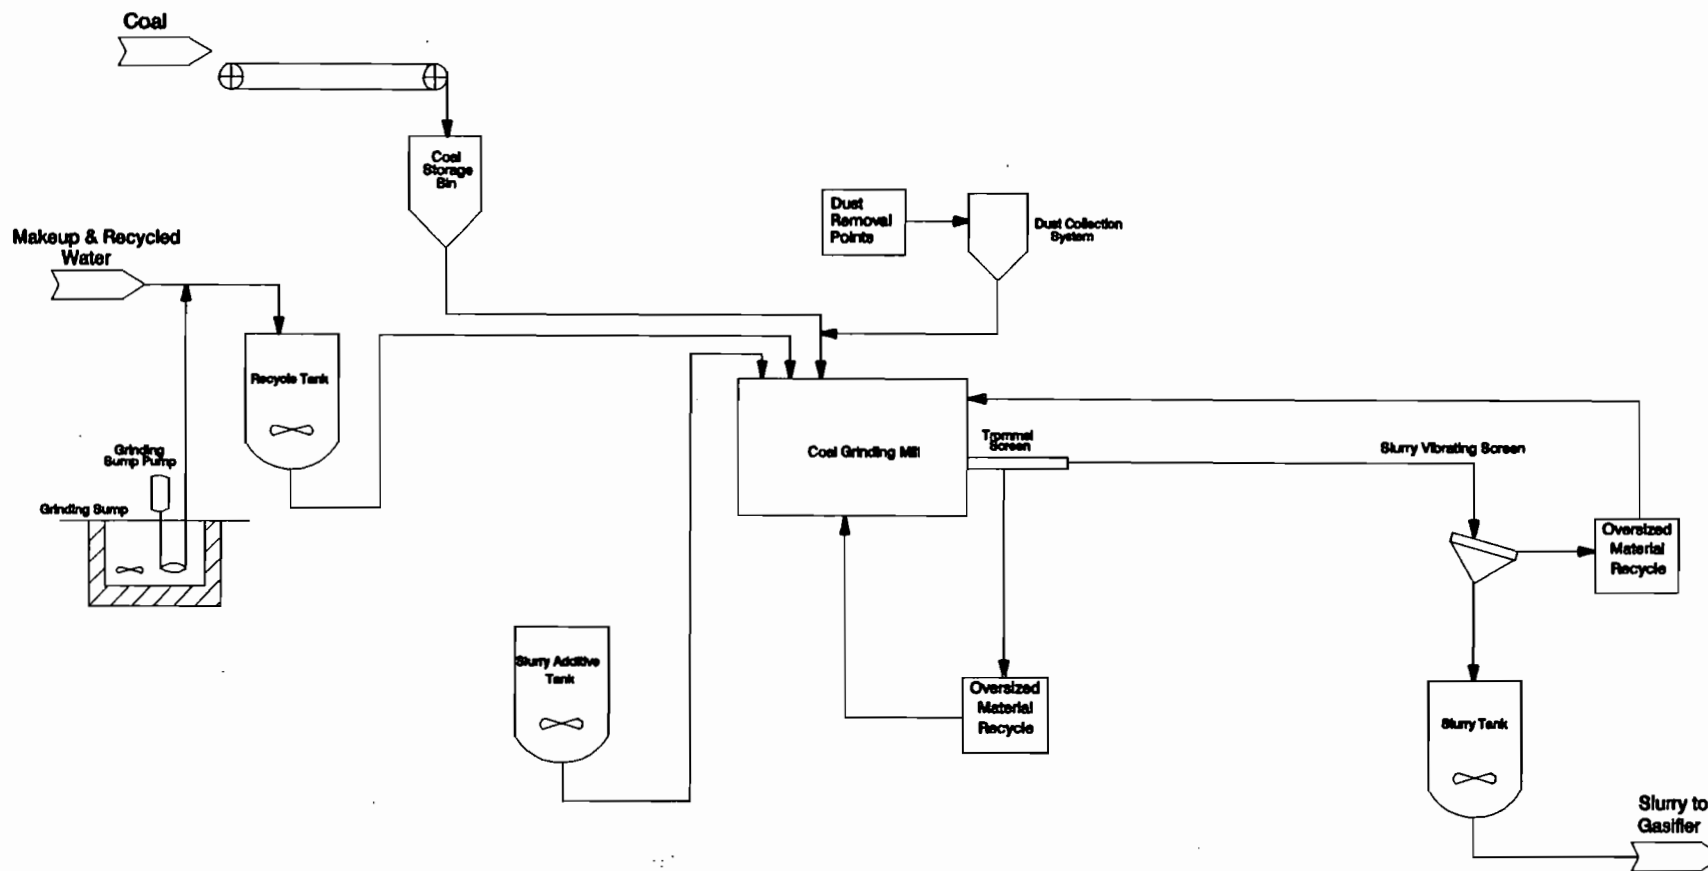 Coal
Coal
Storage
Bin
Dust
Removal
Points
Dust Collection
System
Makeup & Recycled
Water
Recycle Tank
Grinding
Sump Pump
Grinding Sump
Coal Grinding Mill
Trommel
Screen
Slurry Vibrating Screen
Oversized
Material
Recycle
Slurry Additive
Tank
Oversized
Material
Recycle
Slurry Tank
Slurry to
Gasifier